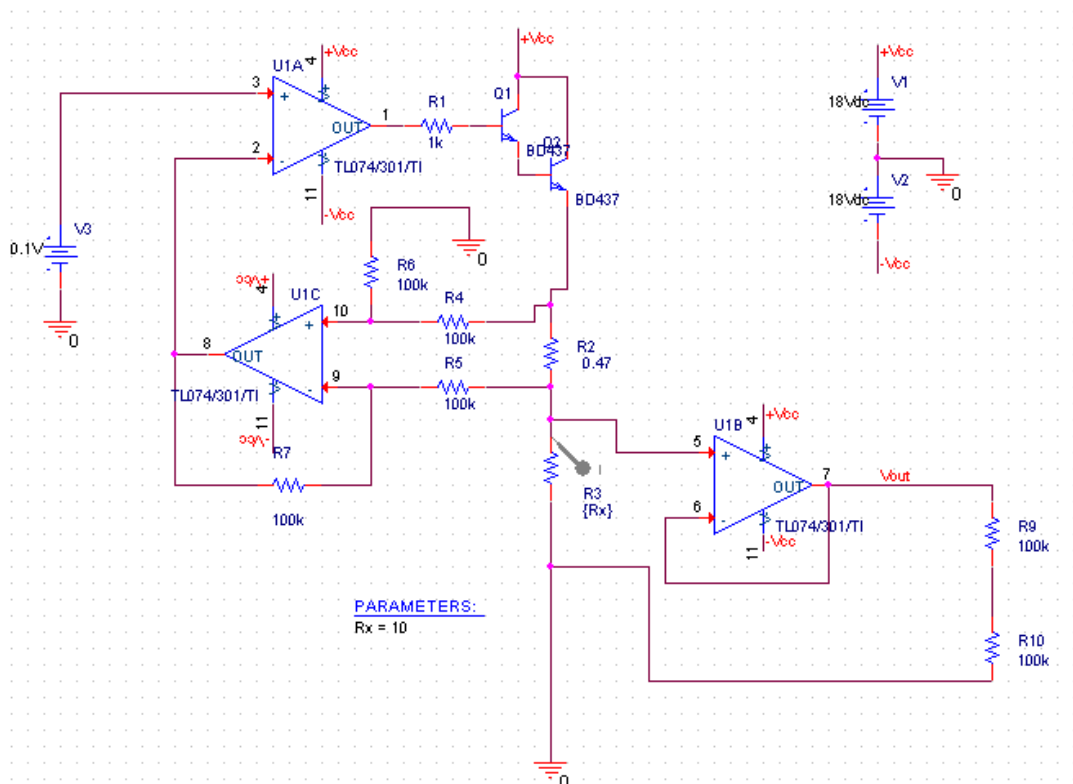 +Vcc
+Vcc
+Vcc
U1A
4
V1
3
Q1
18Vdc
+
R1
1
OUT
1k
Q2
BD437
2
-
TL074/301/TI
V2
11
BD437
18Vdc
0
-Vcc
V3
0.1V
R6
0
-Vcc
100k
+Vcc
4
U1C
R4
10
+
0
100k
R2
8
OUT
0.47
R5
9
-
TL074/301/TI
100k
11
+Vcc
-Vcc
U1B
4
R7
5
+
I
7
Vout
R3
OUT
{Rx}
6
-
100k
TL074/301/TI
R9
-Vcc
100k
11
PARAMETERS:
Rx = 10
R10
100k
0